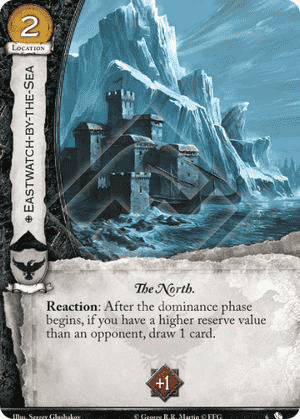 2
LOCATION
EASTWATCH-BY-THE-SEA
The North.
Reaction: After the dominance phase
begins, if you have a higher reserve value
than an opponent, draw 1 card.
+1
Illus. Sergey Glushakov
© George R.R. Martin © FFG
6